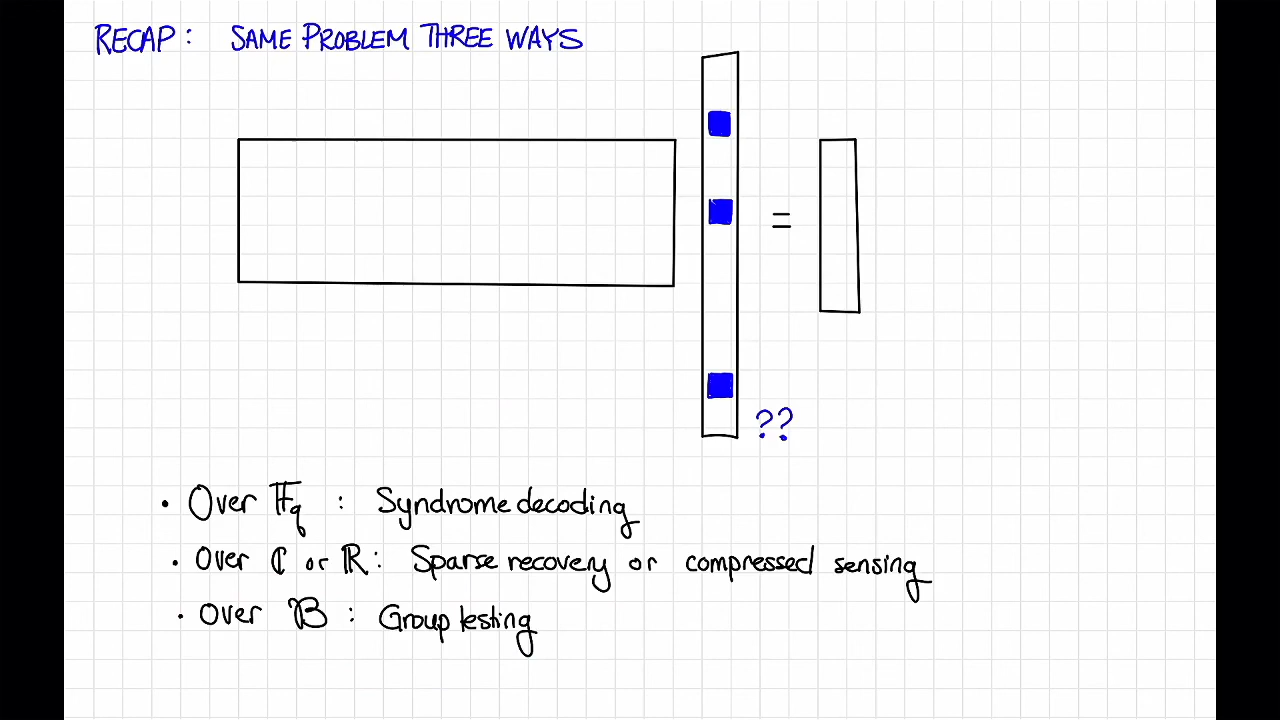 RECAP: SAME PROBLEM THREE WAYS
=
??
• Over 𝔽q : Syndrome decoding
• Over ℂ or ℝ: Sparse recovery or compressed sensing
• Over B : Group testing